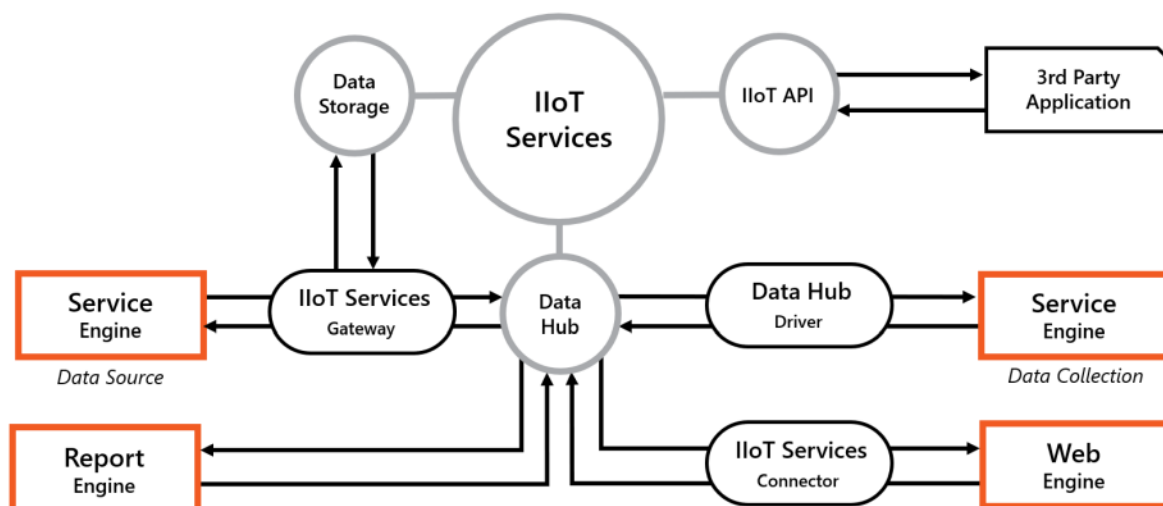 Data
Storage
IIoT
Services
IIoT API
3rd Party
Application
Service
Engine
Data Source
IIoT Services
Gateway
Data
Hub
Data Hub
Driver
Service
Engine
Data Collection
Report
Engine
IIoT Services
Connector
Web
Engine